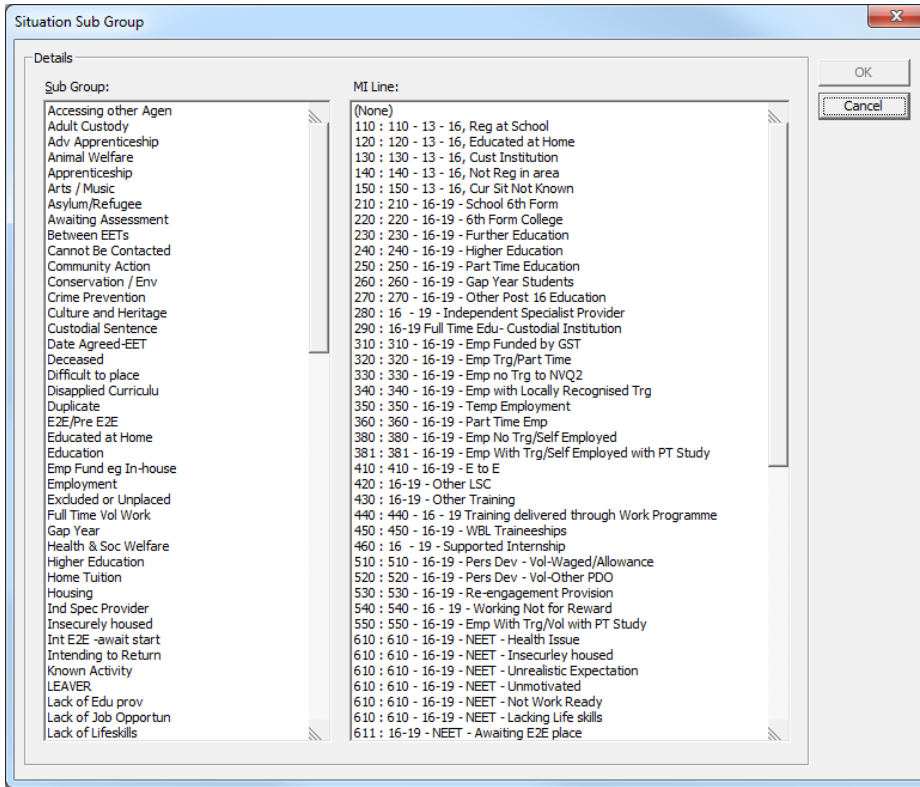 Situation Sub Group
Details
Sub Group:
Accessing other Agen
Adult Custody
Adv Apprenticeship
Animal Welfare
Apprenticeship
Arts / Music
Asylum/Refugee
Awaiting Assessment
Between EETs
Cannot Be Contacted
Community Action
Conservation / Env
Crime Prevention
Culture and Heritage
Custodial Sentence
Date Agreed-EET
Deceased
Difficult to place
Disapplied Curriculu
Duplicate
E2E/Pre E2E
Educated at Home
Education
Emp Fund eg In-house
Employment
Excluded or Unplaced
Full Time Vol Work
Gap Year
Health & Soc Welfare
Higher Education
Home Tuition
Housing
Ind Spec Provider
Insecurely housed
Int E2E -await start
Intending to Return
Known Activity
LEAVER
Lack of Edu prov
Lack of Job Opportun
Lack of Lifeskills
MI Line:
(None)
110 : 110 - 13 - 16, Reg at School
120 : 120 - 13 - 16, Educated at Home
130 : 130 - 13 - 16, Cust Institution
140 : 140 - 13 - 16, Not Reg in area
150 : 150 - 13 - 16, Cur Sit Not Known
210 : 210 - 16-19 - School 6th Form
220 : 220 - 16-19 - 6th Form College
230 : 230 - 16-19 - Further Education
240 : 240 - 16-19 - Higher Education
250 : 250 - 16-19 - Part Time Education
260 : 260 - 16-19 - Gap Year Students
270 : 270 - 16-19 - Other Post 16 Education
280 : 16 - 19 - Independent Specialist Provider
290 : 16-19 Full Time Edu- Custodial Institution
310 : 310 - 16-19 - Emp Funded by GST
320 : 320 - 16-19 - Emp Trg/Part Time
330 : 330 - 16-19 - Emp no Trg to NVQ2
340 : 340 - 16-19 - Emp with Locally Recognised Trg
350 : 350 - 16-19 - Temp Employment
360 : 360 - 16-19 - Part Time Emp
380 : 380 - 16-19 - Emp No Trg/Self Employed
381 : 381 - 16-19 - Emp With Trg/Self Employed with PT Study
410 : 410 - 16-19 - E to E
420 : 16-19 - Other LSC
430 : 16-19 - Other Training
440 : 440 - 16 - 19 Training delivered through Work Programme
450 : 450 - 16-19 - WBL Traineeships
460 : 16 - 19 - Supported Internship
510 : 510 - 16-19 - Pers Dev - Vol-Waged/Allowance
520 : 520 - 16-19 - Pers Dev - Vol-Other PDO
530 : 530 - 16-19 - Re-engagement Provision
540 : 540 - 16 - 19 - Working Not for Reward
550 : 550 - 16-19 - Emp With Trg/Vol with PT Study
610 : 610 - 16-19 - NEET - Health Issue
610 : 610 - 16-19 - NEET - Insecurley housed
610 : 610 - 16-19 - NEET - Unrealistic Expectation
610 : 610 - 16-19 - NEET - Unmotivated
610 : 610 - 16-19 - NEET - Not Work Ready
610 : 610 - 16-19 - NEET - Lacking Life skills
611 : 16-19 - NEET - Awaiting E2E place
OK
Cancel